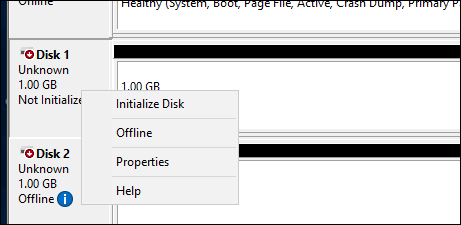 Offline
Healthy (System, Boot, Page File, Active, Crash Dump, Primary P
Disk 1
Unknown
1.00 GB
Not Initialize
1.00 GB
Initialize Disk
Offline
Properties
Help
Disk 2
Unknown
1.00 GB
Offline